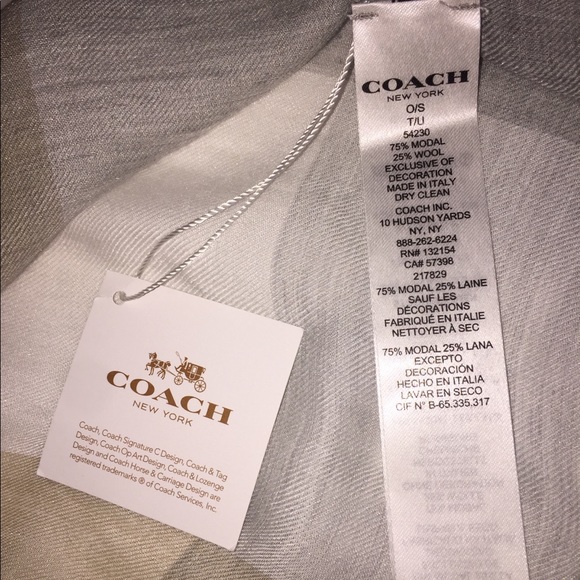 COACH
NEW YORK
O/S
T/U
54230
75% MODAL
25% WOOL
EXCLUSIVE OF
DECORATION
MADE IN ITALY
DRY CLEAN
COACH INC.
10 HUDSON YARDS
NY, NY
888-262-6224
RN# 132154
CA# 57398
217829
75% MODAL 25% LAINE
SAUF LES
DÉCORATIONS
FABRIQUÉ EN ITALIE
NETTOYER À SEC
75% MODAL 25% LANA
EXCEPTO
DECORACIÓN
HECHO EN ITALIA
LAVAR EN SECO
CIF N° B-65.335.317
COACH
NEW YORK
Coach, Coach Signature C Design, Coach & Tag
Design, Coach Op Art Design, Coach & Lozenge
Design and Coach Horse & Carriage Design are
registered trademarks ® of Coach Services, Inc.